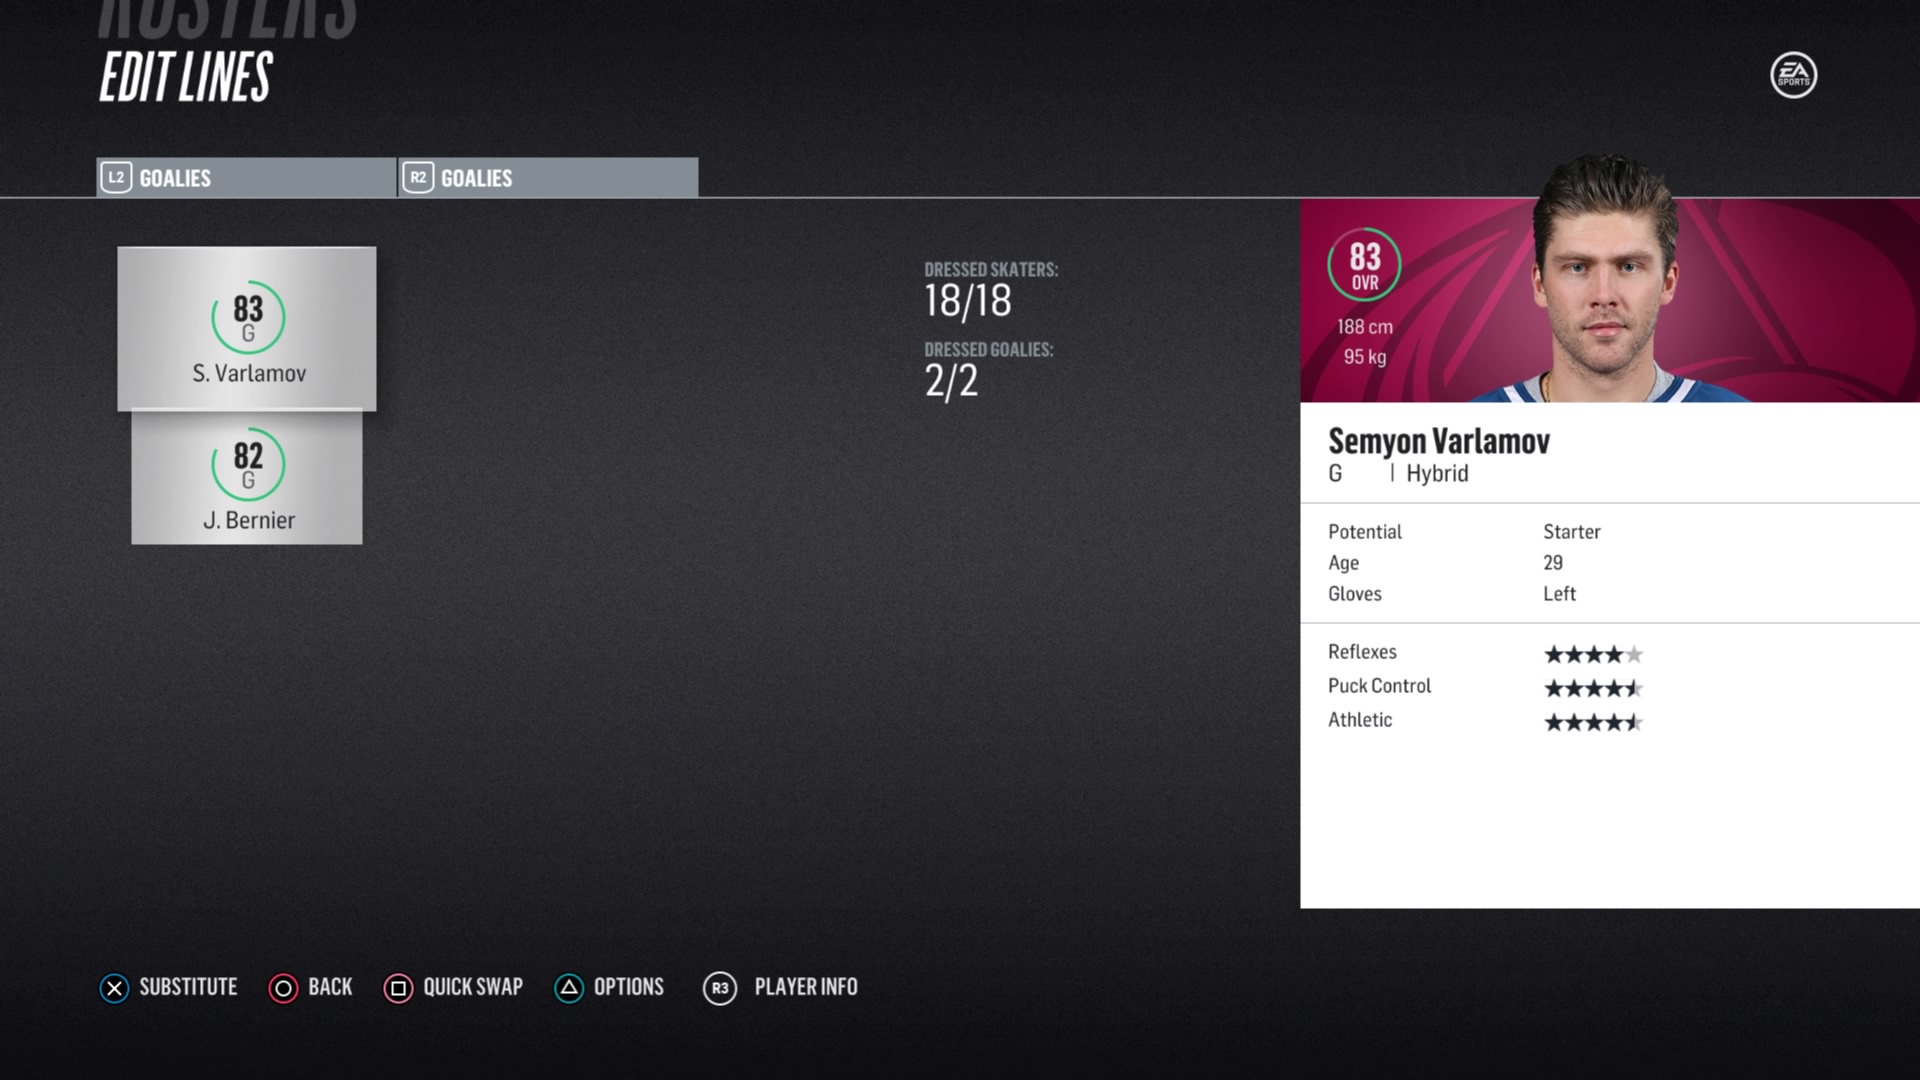 ROSTERS
EDIT LINES
EA
SPORTS
L2 GOALIES
R2 GOALIES
83
G
S. Varlamov
82
G
J. Bernier
DRESSED SKATERS:
18/18
DRESSED GOALIES:
2/2
83
OVR
188 cm
95 kg
Semyon Varlamov
G | Hybrid
Potential Starter
Age 29
Gloves Left
Reflexes
Puck Control
Athletic
SUBSTITUTE BACK QUICK SWAP OPTIONS R3 PLAYER INFO